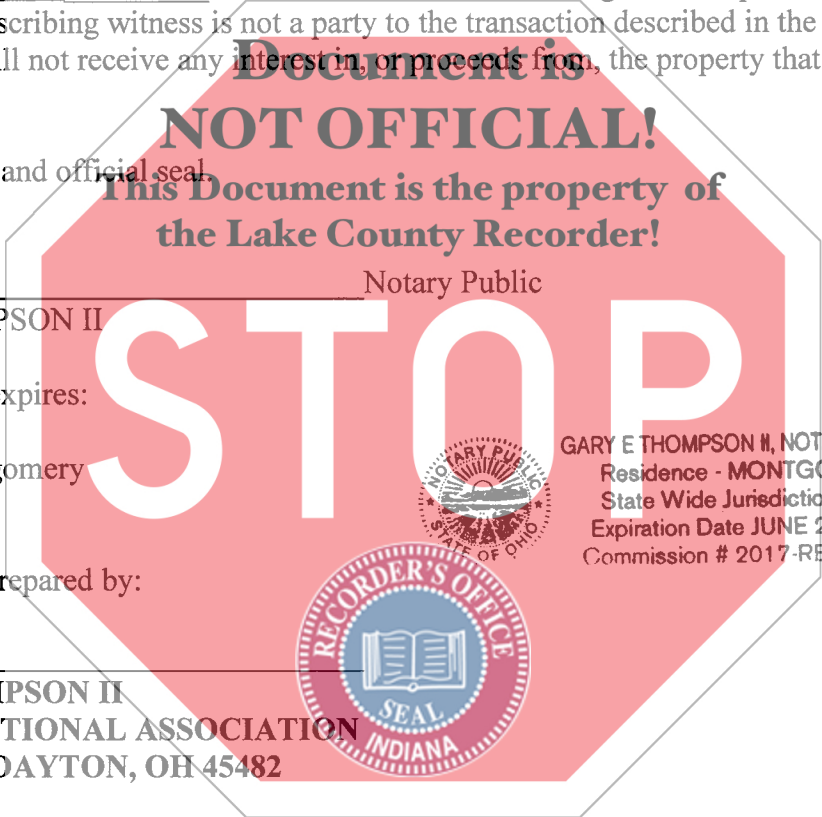 scribing witness is not a party to the transaction described in the
ll not receive any interest in, or proceeds from, the property that
Document is
NOT OFFICIAL!
and official seal.
This Document is the property of
the Lake County Recorder!
Notary Public
PSON II
STOP
xpires:
GARY E THOMPSON II, NOT
omery
Residence - MONTGO
State Wide Jurisdictio
Expiration Date JUNE 2
Commission # 2017-RE
NOTARY PUBLIC
STATE OF OHIO
repared by:
RECORDER'S OFFICE
SEAL
INDIANA
PSON II
TIONAL ASSOCIATION
DAYTON, OH 45482